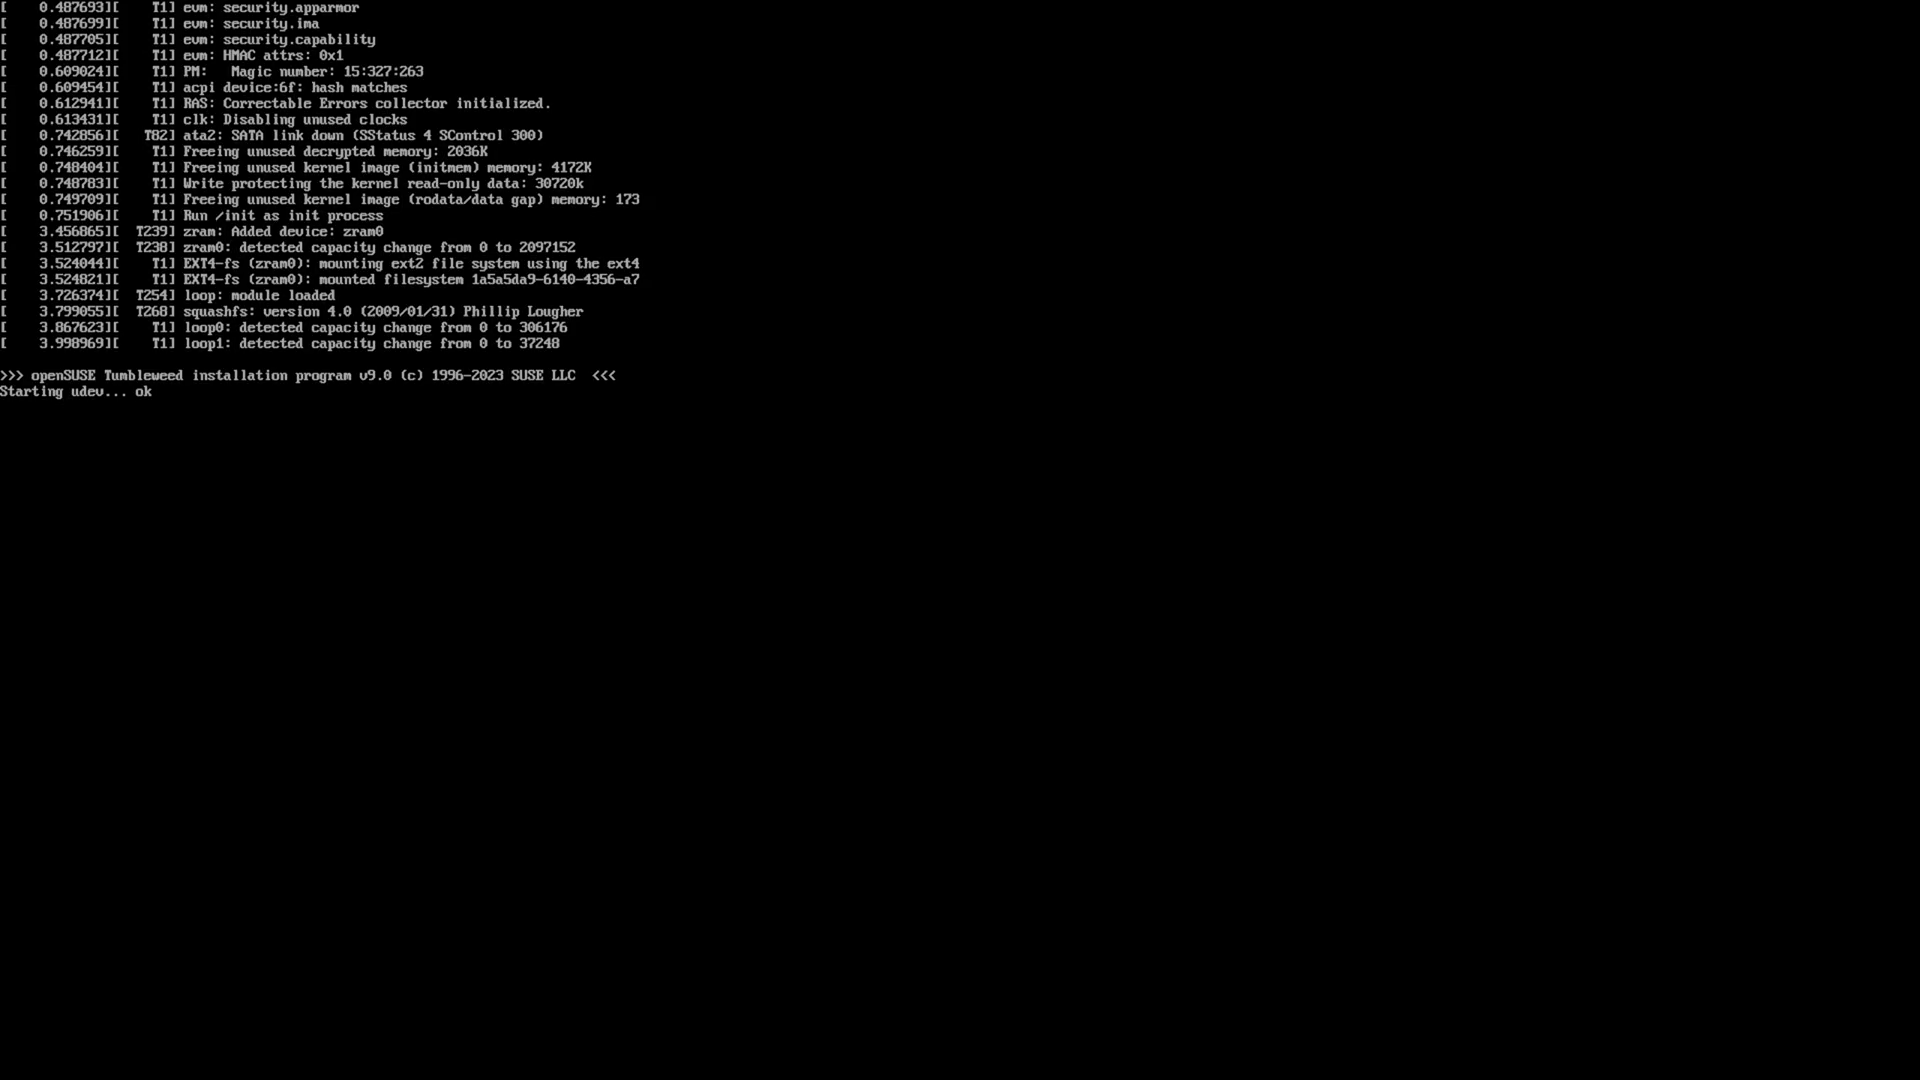 [    0.487693][    T1] evm: security.apparmor
[    0.487699][    T1] evm: security.ima
[    0.487705][    T1] evm: security.capability
[    0.487712][    T1] evm: HMAC attrs: 0x1
[    0.609024][    T1] PM:   Magic number: 15:327:263
[    0.609454][    T1] acpi device:6f: hash matches
[    0.612941][    T1] RAS: Correctable Errors collector initialized.
[    0.613431][    T1] clk: Disabling unused clocks
[    0.742856][   T82] ata2: SATA link down (SStatus 4 SControl 300)
[    0.746259][    T1] Freeing unused decrypted memory: 2036K
[    0.748404][    T1] Freeing unused kernel image (initmem) memory: 4172K
[    0.748783][    T1] Write protecting the kernel read-only data: 30720k
[    0.749709][    T1] Freeing unused kernel image (rodata/data gap) memory: 173
[    0.751906][    T1] Run /init as init process
[    3.456865][  T239] zram: Added device: zram0
[    3.512797][  T238] zram0: detected capacity change from 0 to 2097152
[    3.524044][    T1] EXT4-fs (zram0): mounting ext2 file system using the ext4
[    3.524821][    T1] EXT4-fs (zram0): mounted filesystem 1a5a5da9-6140-4356-a7
[    3.726374][  T254] loop: module loaded
[    3.799055][  T268] squashfs: version 4.0 (2009/01/31) Phillip Lougher
[    3.867623][    T1] loop0: detected capacity change from 0 to 306176
[    3.998969][    T1] loop1: detected capacity change from 0 to 37248
>>> openSUSE Tumbleweed installation program v9.0 (c) 1996-2023 SUSE LLC  <<<
Starting udev... ok